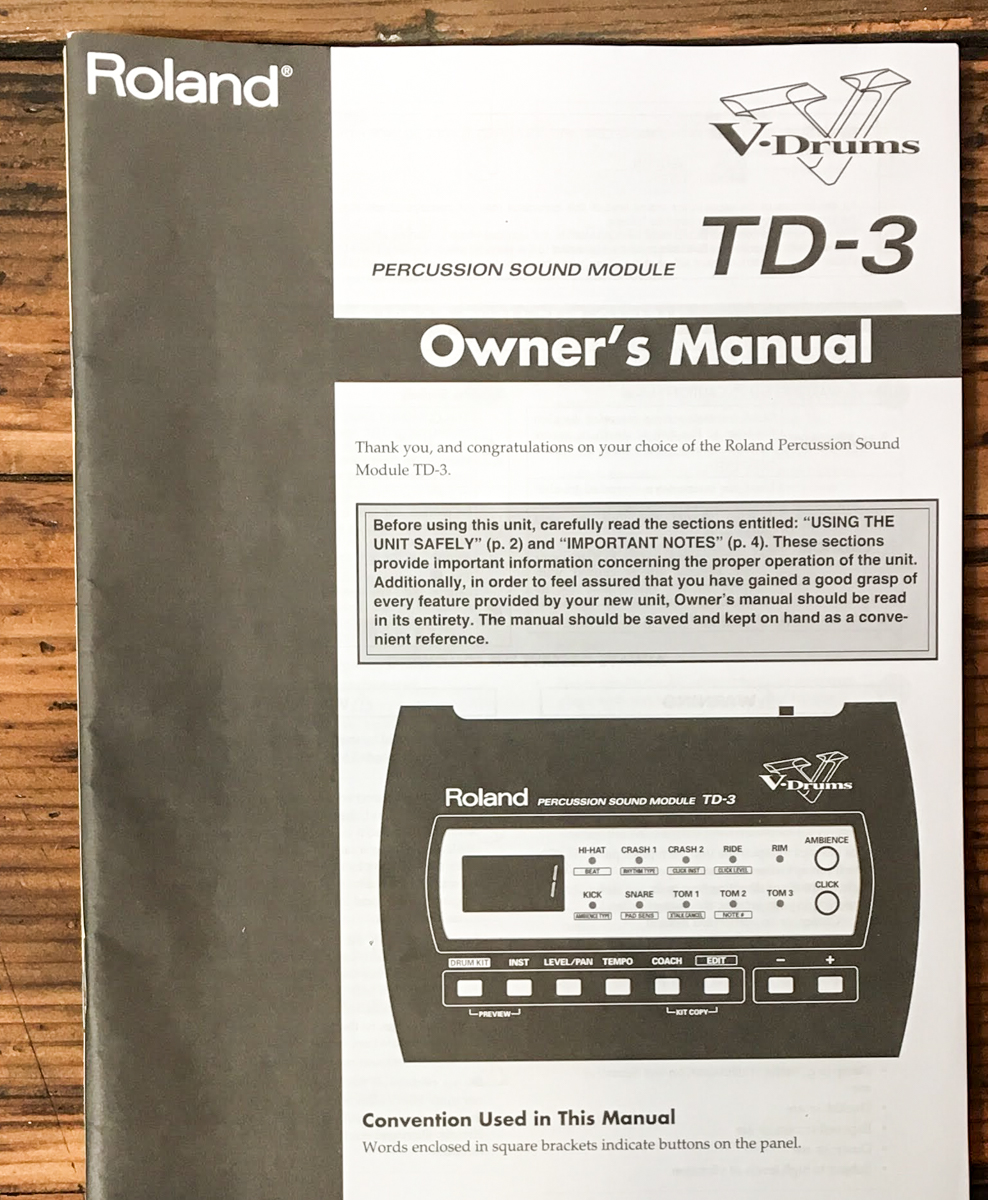 Roland®
V-Drums
PERCUSSION SOUND MODULE TD-3
Owner's Manual
Thank you, and congratulations on your choice of the Roland Percussion Sound
Module TD-3.
Before using this unit, carefully read the sections entitled: “USING THE
UNIT SAFELY” (p. 2) and “IMPORTANT NOTES” (p. 4). These sections
provide important information concerning the proper operation of the unit.
Additionally, in order to feel assured that you have gained a good grasp of
every feature provided by your new unit, Owner's manual should be read
in its entirety. The manual should be saved and kept on hand as a conve-
nient reference.
V-Drums
Roland PERCUSSION SOUND MODULE TD-3
AMBIENCE
HI-HAT CRASH 1 CRASH 2 RIDE RIM
1
BEAT RHYTHM TYPE CLICK INST CLICK LEVEL
CLICK
KICK SNARE TOM 1 TOM 2 TOM 3
AMBIENCE TYPE PAD SENS XTALK CANCEL NOTE #
DRUM KIT INST LEVEL/PAN TEMPO COACH EDIT - +
PREVIEW KIT COPY
Convention Used in This Manual
Words enclosed in square brackets indicate buttons on the panel.